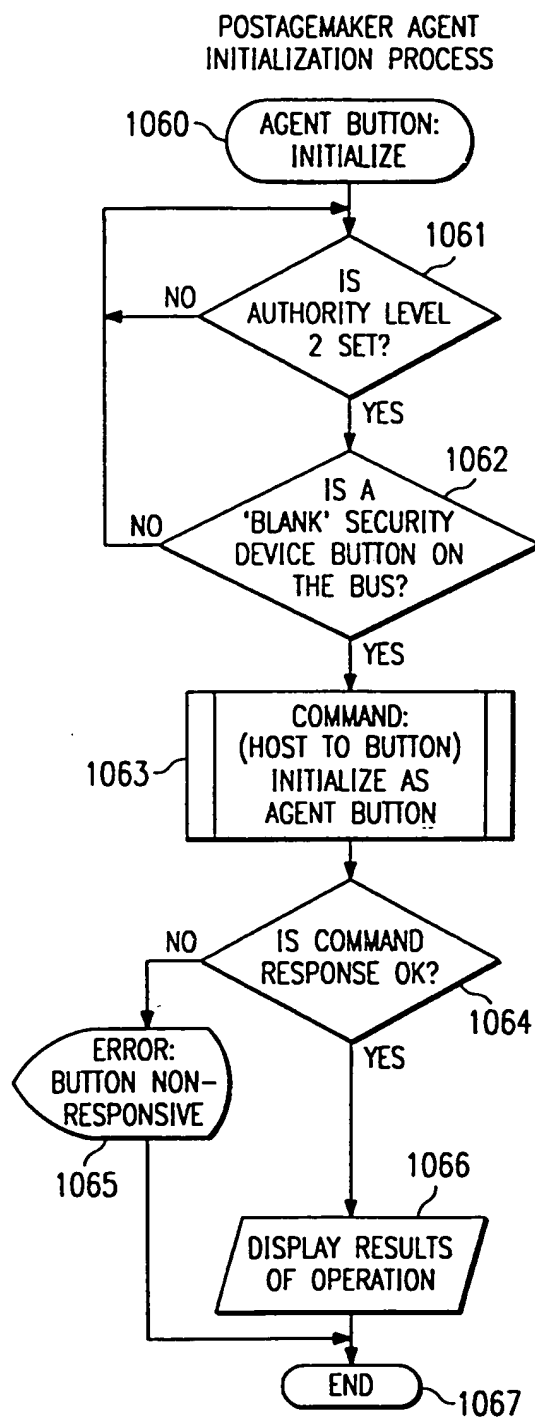 POSTAGEMAKER AGENT
INITIALIZATION PROCESS
1060
AGENT BUTTON:
INITIALIZE
1061
IS
AUTHORITY LEVEL
2 SET?
NO
YES
1062
IS A
'BLANK' SECURITY
DEVICE BUTTON ON
THE BUS?
NO
YES
1063
COMMAND:
(HOST TO BUTTON)
INITIALIZE AS
AGENT BUTTON
IS COMMAND
RESPONSE OK?
NO
1064
YES
ERROR:
BUTTON NON-
RESPONSIVE
1065
1066
DISPLAY RESULTS
OF OPERATION
END
1067